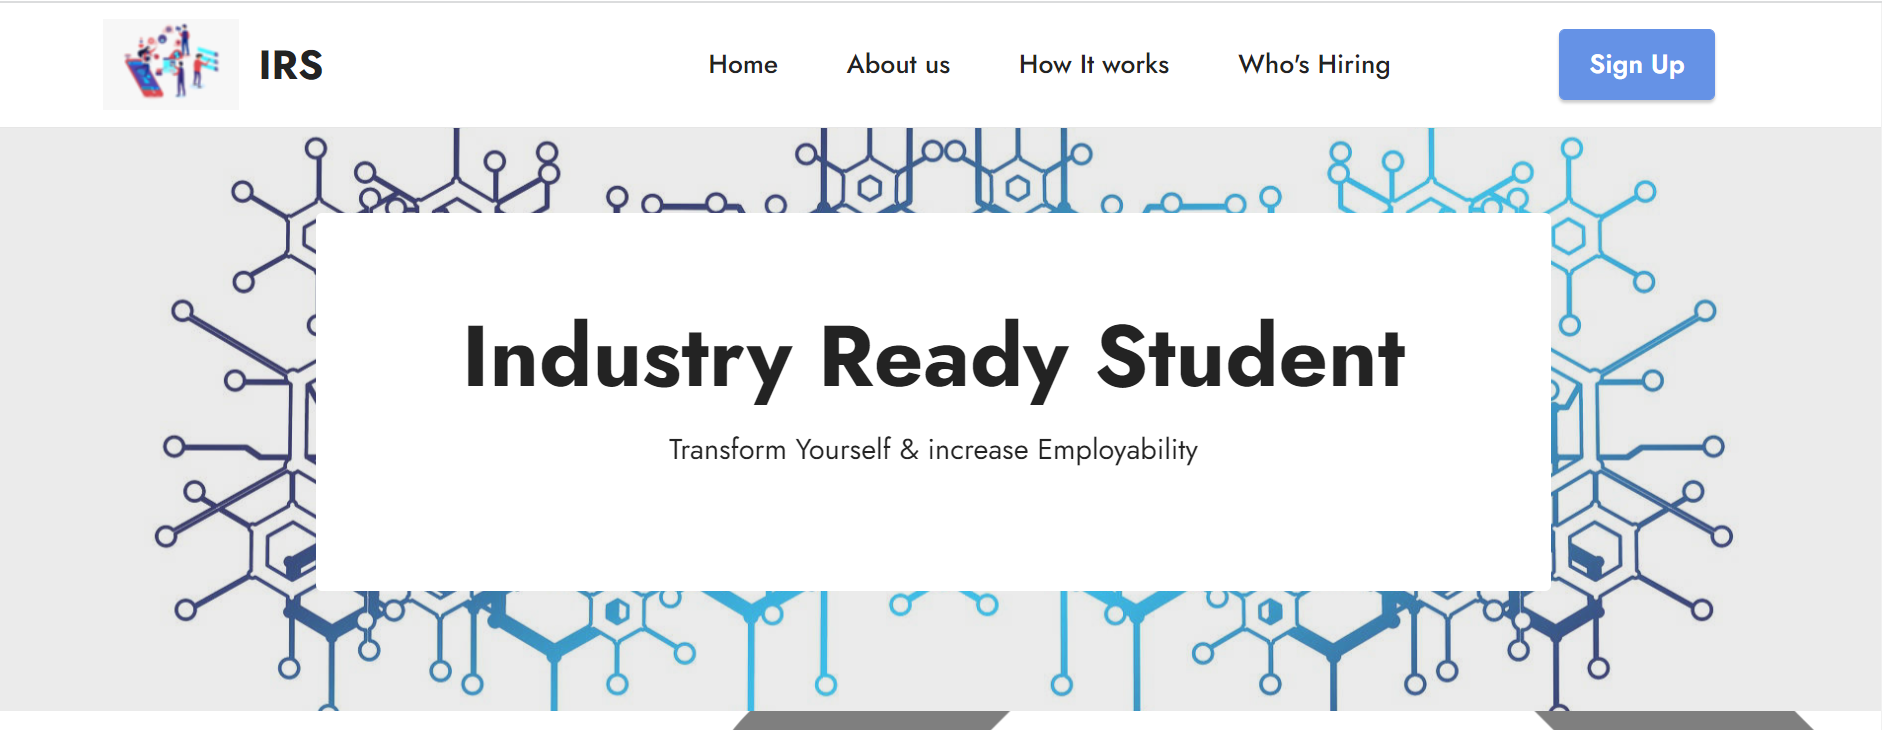 IRS
Home About us How It works Who's Hiring Sign Up
Industry Ready Student
Transform Yourself & increase Employability